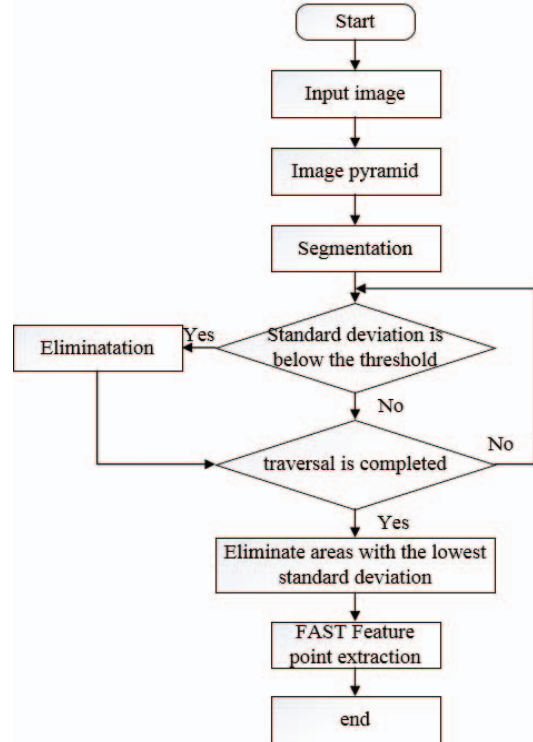 Start
Input image
Image pyramid
Segmentation
Standard deviation is
below the threshold
Yes
Eliminatation
No
traversal is completed
No
Yes
Eliminate areas with the lowest
standard deviation
FAST Feature
point extraction
end